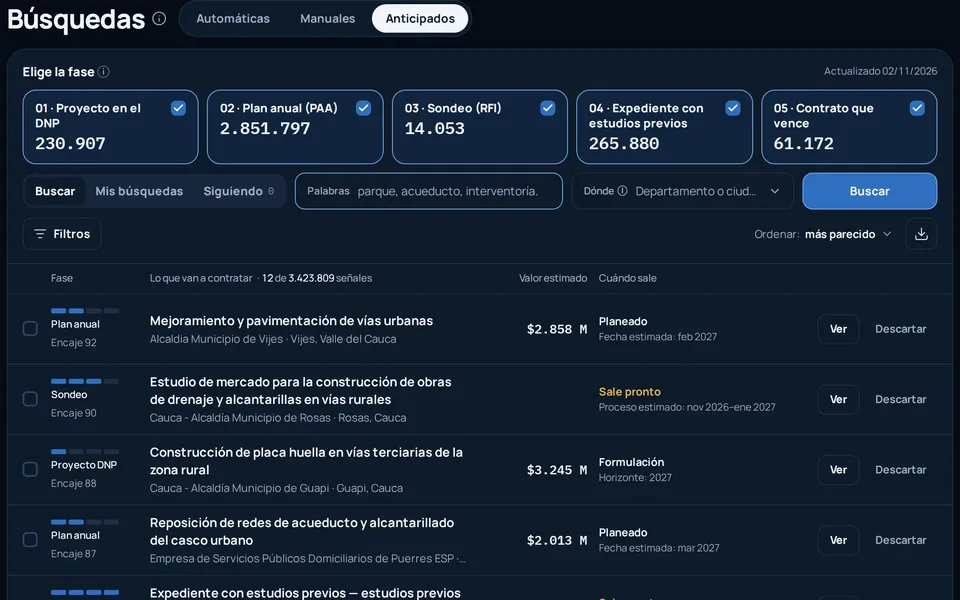 Búsquedas
Automáticas
Manuales
Anticipados
Elige la fase
Actualizado 02/11/2026
01 · Proyecto en el
DNP
230.907
02 · Plan anual (PAA)
2.851.797
03 · Sondeo (RFI)
14.053
04 · Expediente con
estudios previos
265.880
05 · Contrato que
vence
61.172
Buscar
Mis búsquedas
Siguiendo 0
Palabras parque, acueducto, interventoría.
Dónde Departamento o ciud...
Buscar
Filtros
Ordenar: más parecido
Fase
Lo que van a contratar · 12 de 3.423.809 señales
Valor estimado
Cuándo sale
Plan anual
Encaje 92
Mejoramiento y pavimentación de vías urbanas
Alcaldia Municipio de Vijes · Vijes, Valle del Cauca
$2.858 M
Planeado
Fecha estimada: feb 2027
Ver
Descartar
Sondeo
Encaje 90
Estudio de mercado para la construcción de obras
de drenaje y alcantarillas en vías rurales
Cauca - Alcaldía Municipio de Rosas · Rosas, Cauca
Sale pronto
Proceso estimado: nov 2026–ene 2027
Ver
Descartar
Proyecto DNP
Encaje 88
Construcción de placa huella en vías terciarias de la
zona rural
Cauca - Alcaldía Municipio de Guapi · Guapi, Cauca
$3.245 M
Formulación
Horizonte: 2027
Ver
Descartar
Plan anual
Encaje 87
Reposición de redes de acueducto y alcantarillado
del casco urbano
Empresa de Servicios Públicos Domiciliarios de Puerres ESP ·...
$2.013 M
Planeado
Fecha estimada: mar 2027
Ver
Descartar
Expediente con estudios previos — estudios previos